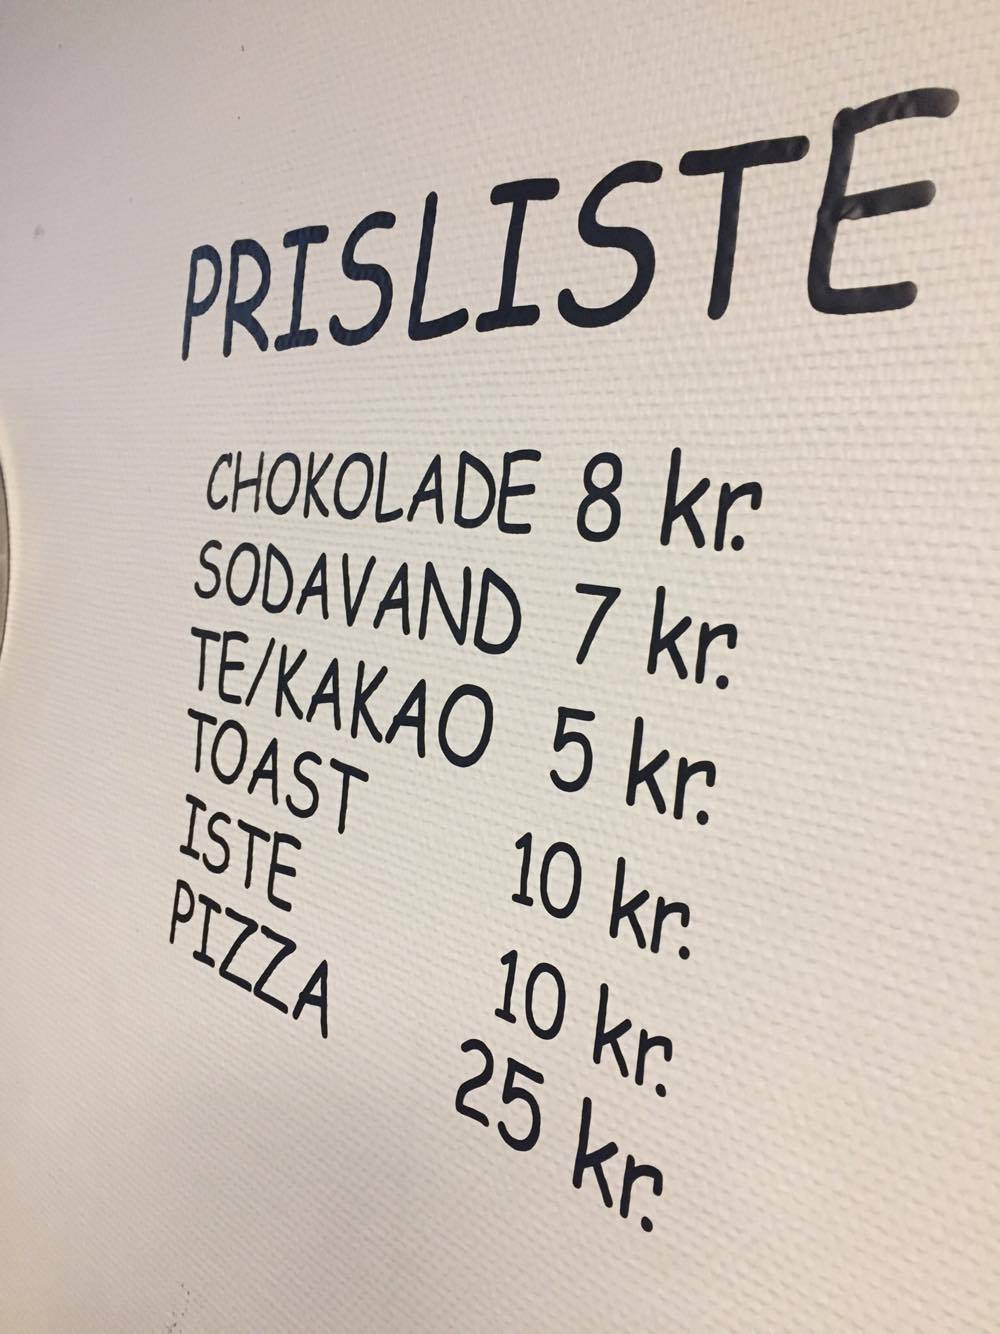 PRISLISTE
CHOKOLADE 8 kr.
SODAVAND 7 kr.
TE/KAKAO 5 kr.
TOAST 10 kr.
ISTE 10 kr.
PIZZA 25 kr.